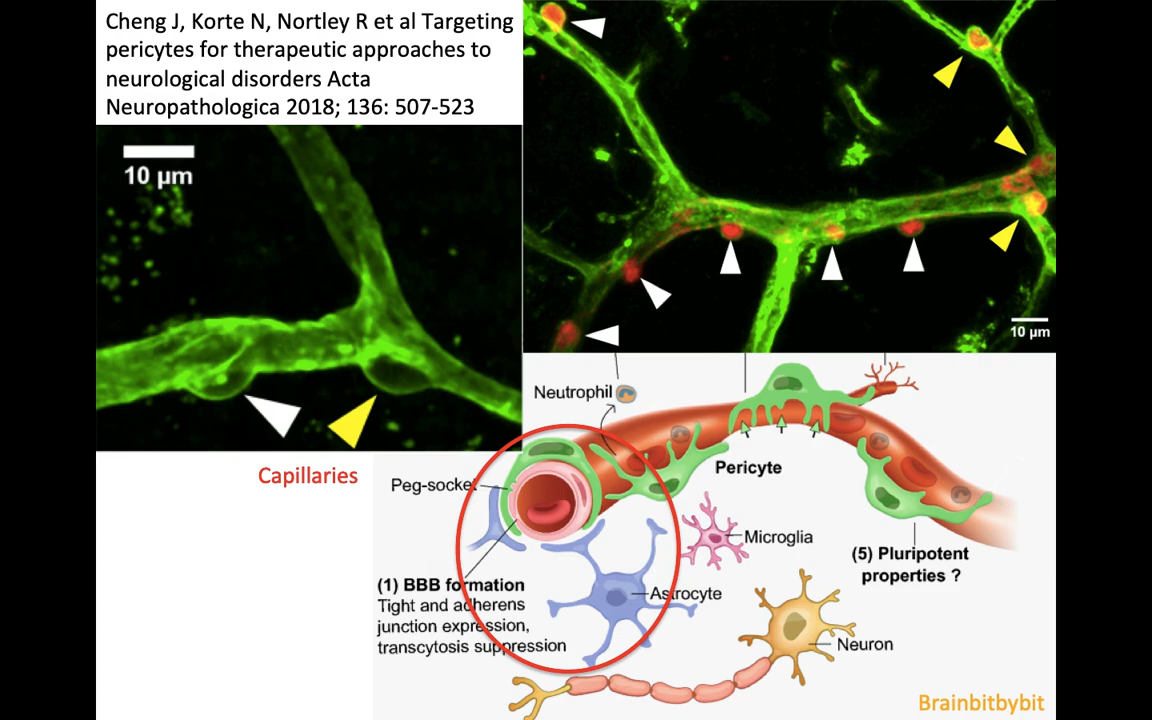 Cheng J, Korte N, Nortley R et al Targeting
pericytes for therapeutic approaches to
neurological disorders Acta
Neuropathologica 2018; 136: 507-523
10 µm
10 µm
Capillaries
Neutrophil
Peg-socket
Pericyte
Microglia
(5) Pluripotent
properties ?
(1) BBB formation
Tight and adherens
junction expression,
transcytosis suppression
Astrocyte
Neuron
Brainbitbybit